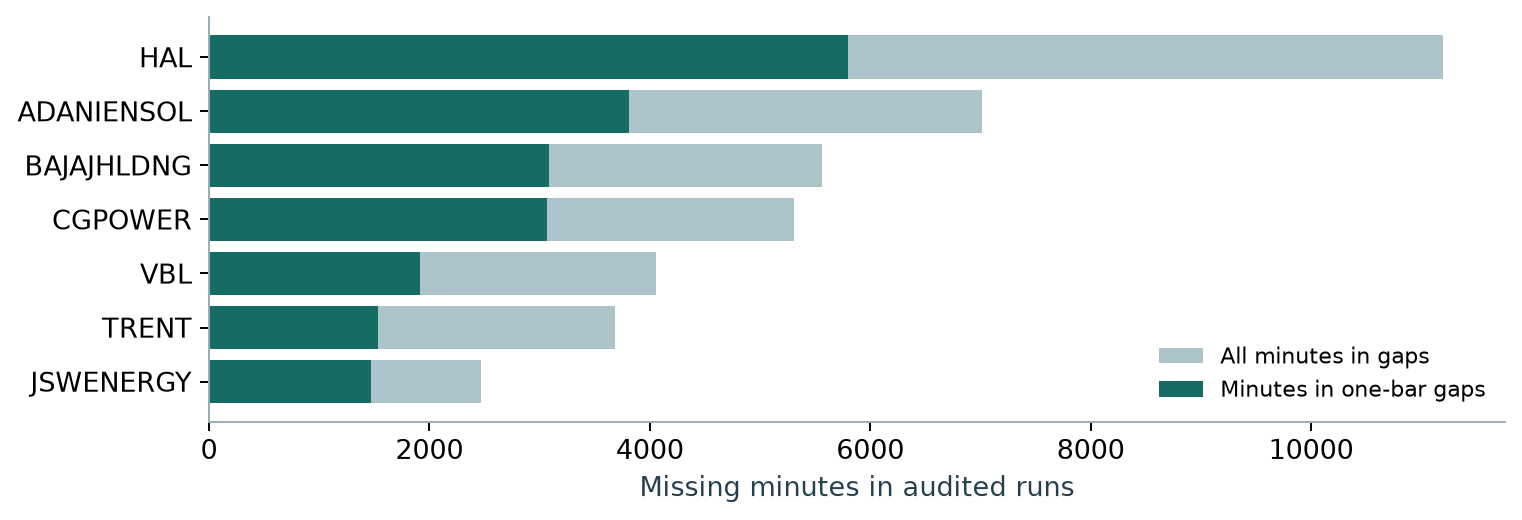 HAL
ADANIENSOL
BAJAJHLDNG
CGPOWER
VBL
TRENT
JSWENERGY
All minutes in gaps
Minutes in one-bar gaps
0 2000 4000 6000 8000 10000
Missing minutes in audited runs